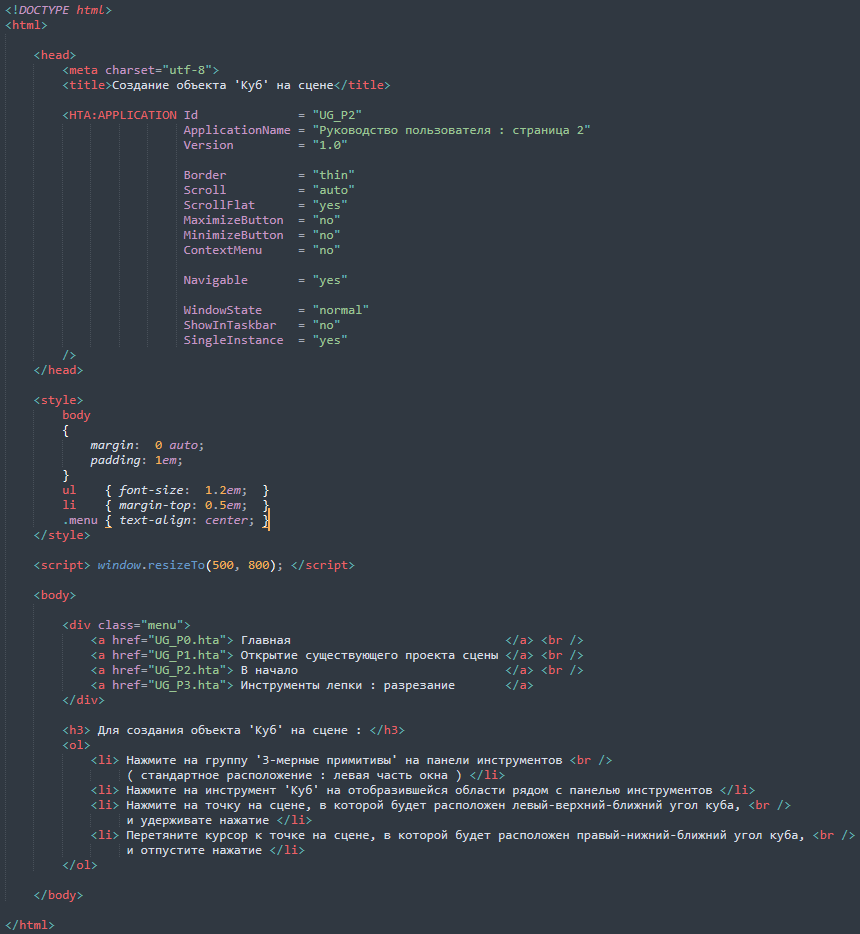 <!DOCTYPE html>
<html>
<head>
<meta charset="utf-8">
<title>Создание объекта 'Куб' на сцене</title>
<HTA:APPLICATION Id = "UG_P2"
ApplicationName = "Руководство пользователя : страница 2"
Version = "1.0"
Border = "thin"
Scroll = "auto"
ScrollFlat = "yes"
MaximizeButton = "no"
MinimizeButton = "no"
ContextMenu = "no"
Navigable = "yes"
WindowState = "normal"
ShowInTaskbar = "no"
SingleInstance = "yes"
/>
</head>
<style>
body
{
margin: 0 auto;
padding: 1em;
}
ul { font-size: 1.2em; }
li { margin-top: 0.5em; }
.menu { text-align: center; }
</style>
<script> window.resizeTo(500, 800); </script>
<body>
<div class="menu">
<a href="UG_P0.hta"> Главная </a> <br />
<a href="UG_P1.hta"> Открытие существующего проекта сцены </a> <br />
<a href="UG_P2.hta"> В начало </a> <br />
<a href="UG_P3.hta"> Инструменты лепки : разрезание </a>
</div>
<h3> Для создания объекта 'Куб' на сцене : </h3>
<ol>
<li> Нажмите на группу '3-мерные примитивы' на панели инструментов <br />
( стандартное расположение : левая часть окна ) </li>
<li> Нажмите на инструмент 'Куб' на отобразившейся области рядом с панелью инструментов </li>
<li> Нажмите на точку на сцене, в которой будет расположен левый-верхний-ближний угол куба, <br />
и удерживате нажатие </li>
<li> Перетяните курсор к точке на сцене, в которой будет расположен правый-нижний-ближний угол куба, <br />
и отпустите нажатие </li>
</ol>
</body>
</html>